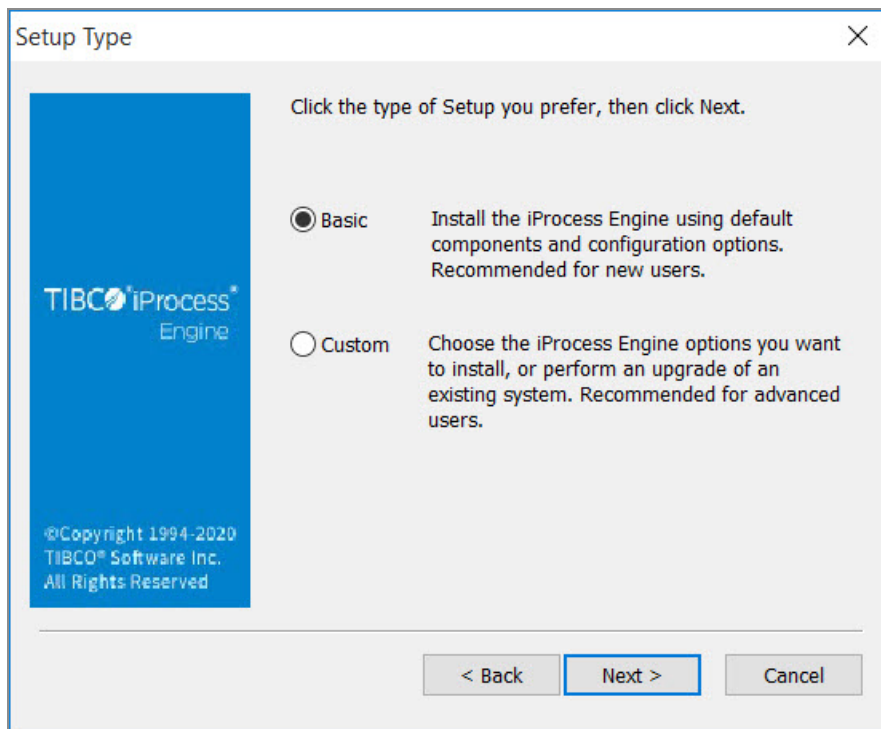 Setup Type
Click the type of Setup you prefer, then click Next.
Basic
Install the iProcess Engine using default
components and configuration options.
Recommended for new users.
TIBCO® iProcess®
Engine
Custom
Choose the iProcess Engine options you want
to install, or perform an upgrade of an
existing system. Recommended for advanced
users.
©Copyright 1994-2020
TIBCO® Software Inc.
All Rights Reserved
< Back
Next >
Cancel